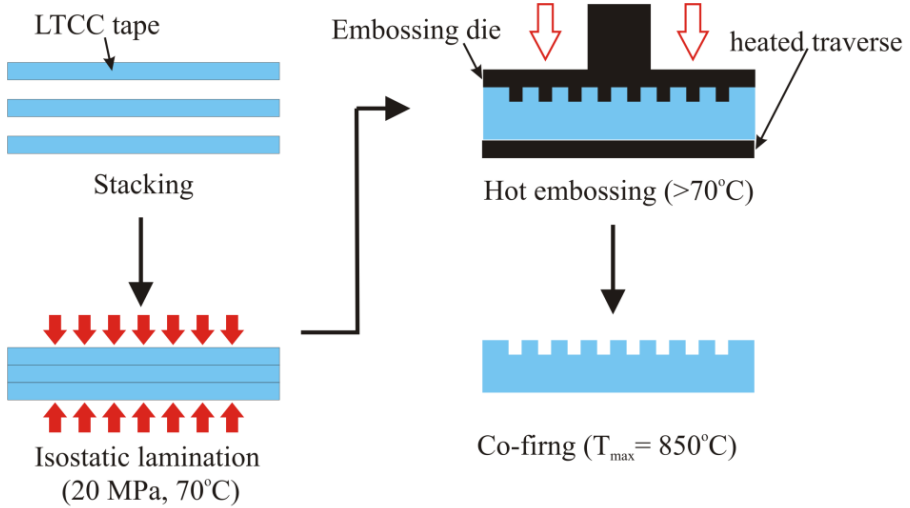 LTCC tape
Stacking
Isostatic lamination
(20 MPa, 70°C)
Embossing die
heated traverse
Hot embossing (>70°C)
Co-firng (Tmax= 850°C)